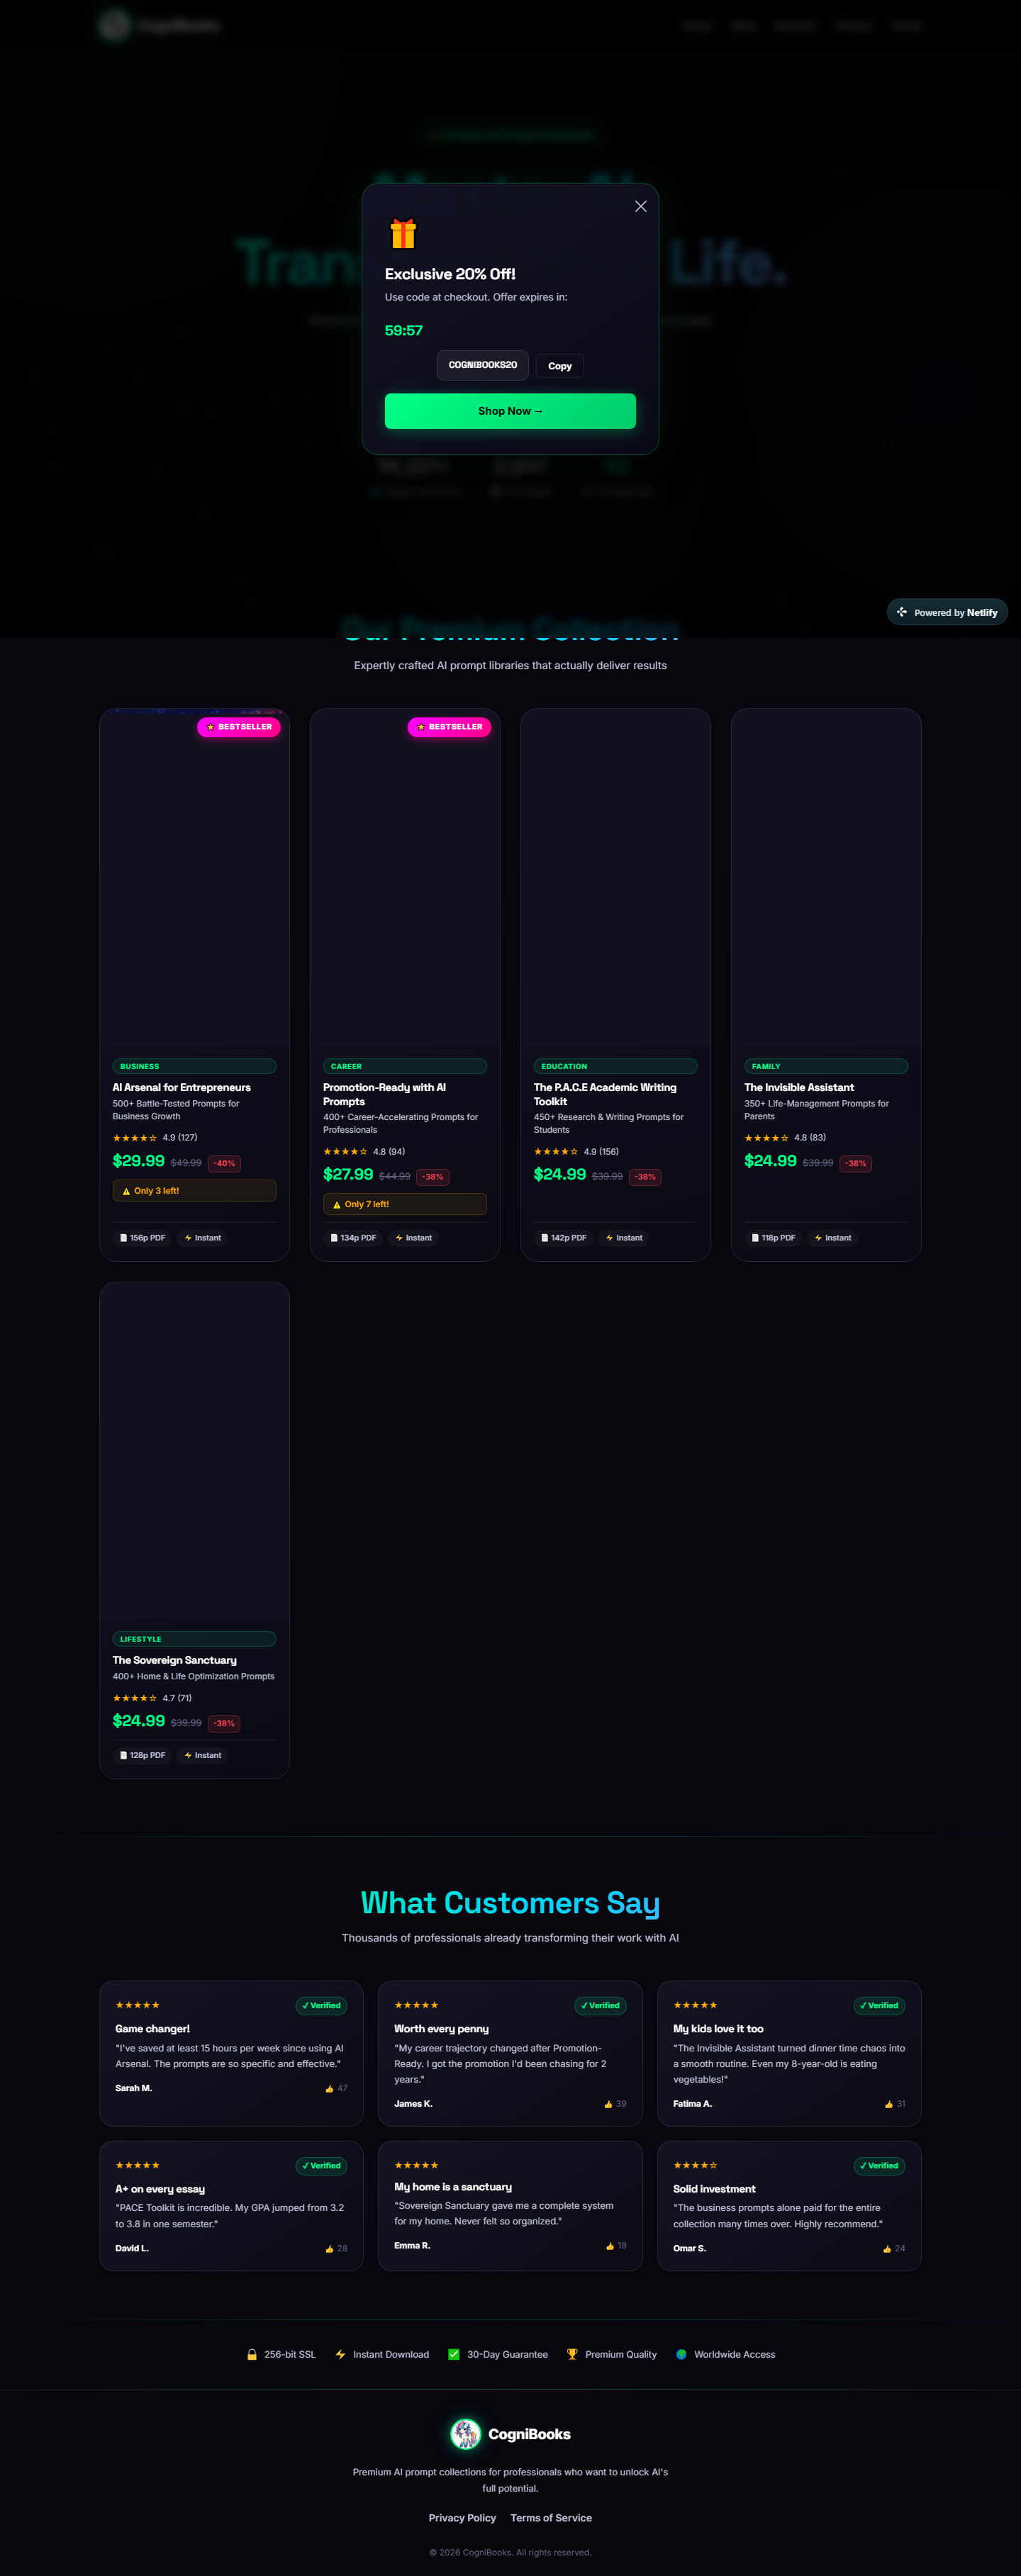 CogniBooks
Home Shop Reviews Privacy Terms
Trans Life.
Exclusive 20% Off!
Use code at checkout. Offer expires in:
59:57
COGNIBOOKS20 Copy
Shop Now →
Powered by Netlify
Our Premium Collection
Expertly crafted AI prompt libraries that actually deliver results
BESTSELLER
BUSINESS
AI Arsenal for Entrepreneurs
500+ Battle-Tested Prompts for
Business Growth
★★★★☆ 4.9 (127)
$29.99 $49.99 -40%
Only 3 left!
156p PDF Instant
BESTSELLER
CAREER
Promotion-Ready with AI
Prompts
400+ Career-Accelerating Prompts for
Professionals
★★★★☆ 4.8 (94)
$27.99 $44.99 -38%
Only 7 left!
134p PDF Instant
EDUCATION
The P.A.C.E Academic Writing
Toolkit
450+ Research & Writing Prompts for
Students
★★★★☆ 4.9 (156)
$24.99 $39.99 -38%
142p PDF Instant
FAMILY
The Invisible Assistant
350+ Life-Management Prompts for
Parents
★★★★☆ 4.8 (83)
$24.99 $39.99 -38%
118p PDF Instant
LIFESTYLE
The Sovereign Sanctuary
400+ Home & Life Optimization Prompts
★★★★☆ 4.7 (71)
$24.99 $39.99 -38%
128p PDF Instant
What Customers Say
Thousands of professionals already transforming their work with AI
★★★★★ ✓ Verified
Game changer!
"I've saved at least 15 hours per week since using AI
Arsenal. The prompts are so specific and effective."
Sarah M. 47
★★★★★ ✓ Verified
Worth every penny
"My career trajectory changed after Promotion-
Ready. I got the promotion I'd been chasing for 2
years."
James K. 39
★★★★★ ✓ Verified
My kids love it too
"The Invisible Assistant turned dinner time chaos into
a smooth routine. Even my 8-year-old is eating
vegetables!"
Fatima A. 31
★★★★★ ✓ Verified
A+ on every essay
"PACE Toolkit is incredible. My GPA jumped from 3.2
to 3.8 in one semester."
David L. 28
★★★★★
My home is a sanctuary
"Sovereign Sanctuary gave me a complete system
for my home. Never felt so organized."
Emma R. 19
★★★★☆ ✓ Verified
Solid investment
"The business prompts alone paid for the entire
collection many times over. Highly recommend."
Omar S. 24
256-bit SSL Instant Download 30-Day Guarantee Premium Quality Worldwide Access
CogniBooks
Premium AI prompt collections for professionals who want to unlock AI's
full potential.
Privacy Policy Terms of Service
© 2026 CogniBooks. All rights reserved.